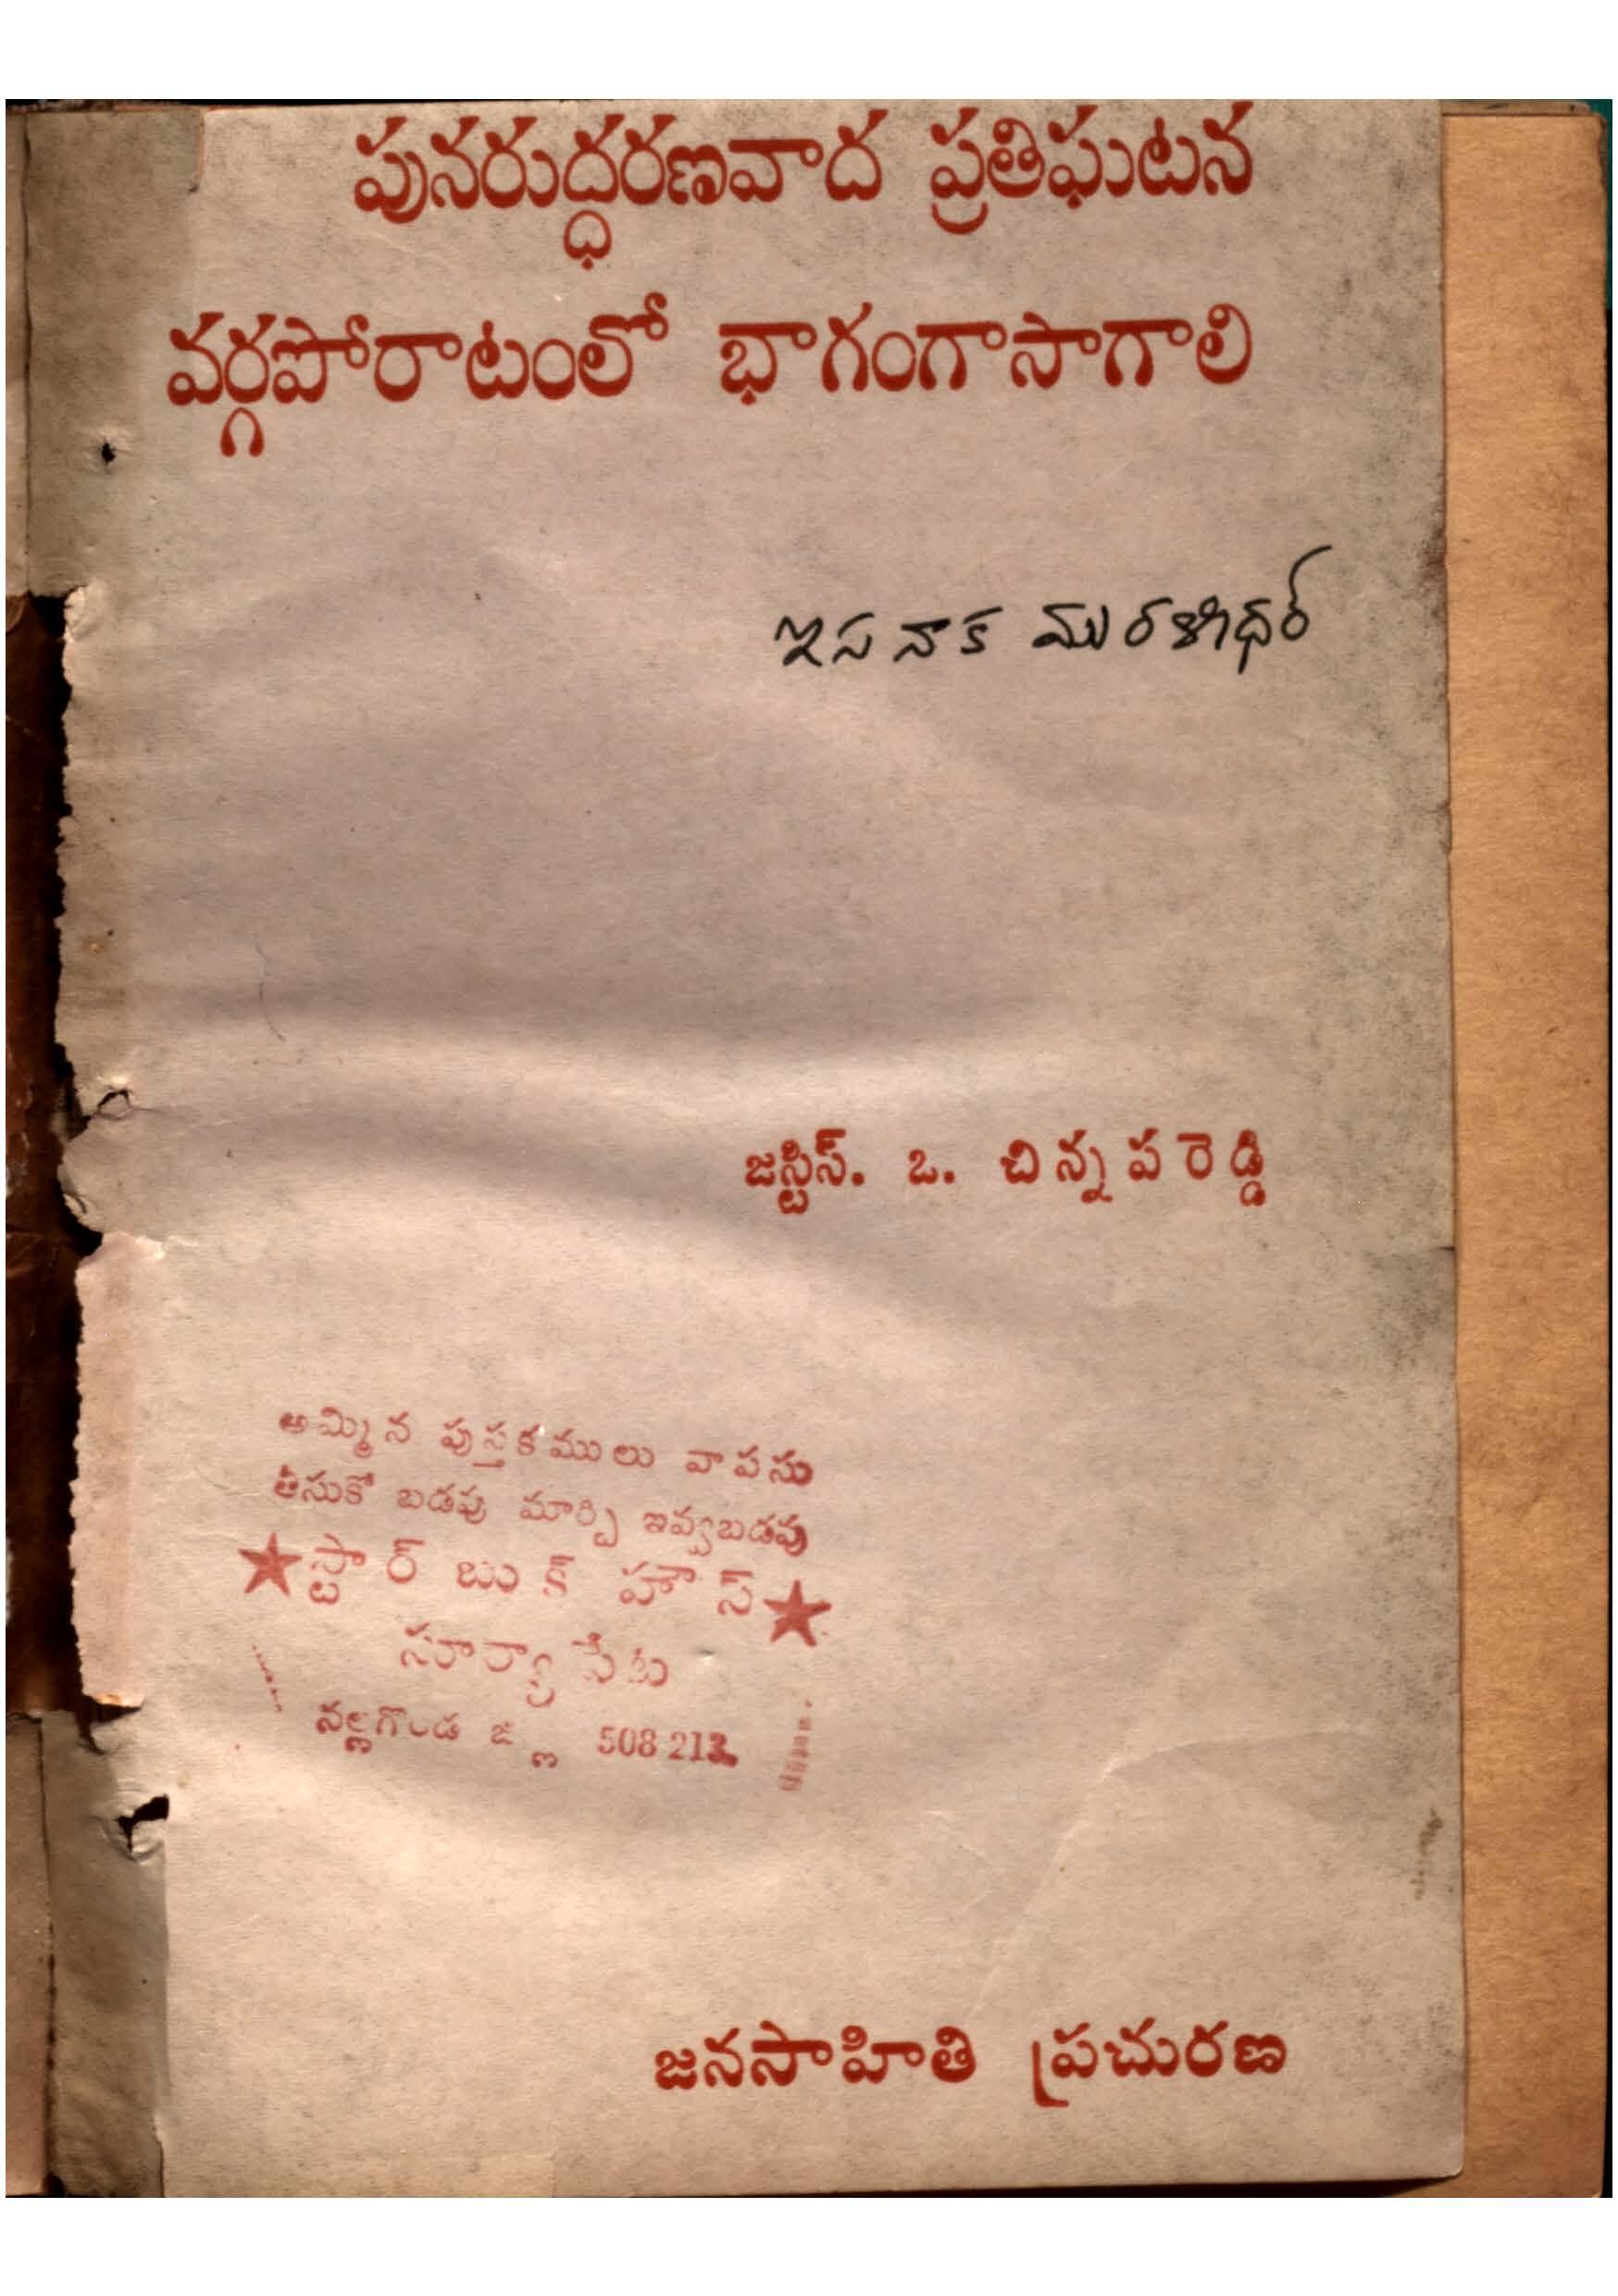 పునరుద్ధరణవాద ప్రతిఘటన
వర్గపోరాటంలో భాగంగాసాగాలి
ఇసనాక మురళీధర్
జస్టిస్. ఒ. చిన్నపరెడ్డి
అమ్మిన పుస్తకములు వాపసు
తీసుకో బడవు మార్చి ఇవ్వబడవు
★స్టార్ బుక్ హౌస్★
సూర్యాపేట
నల్లగొండ జిల్లా 508 213.
జనసాహితి ప్రచురణ